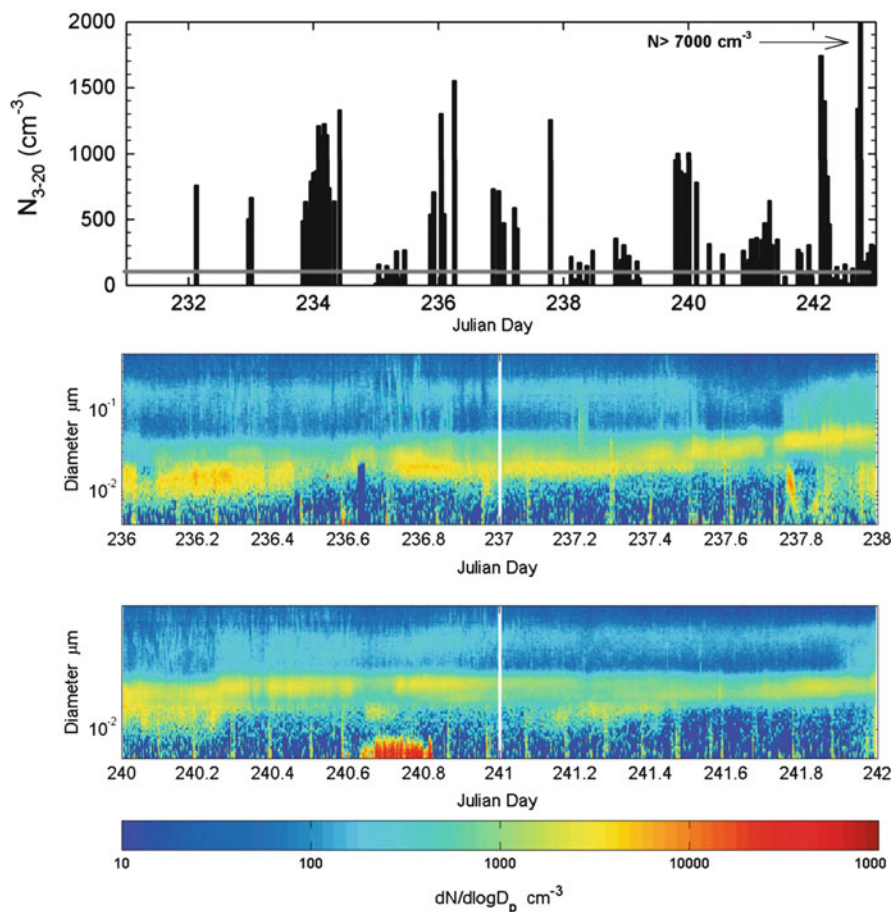 2000
N> 7000 cm-3
1500
1000
500
0
N3-20 (cm-3)
232 234 236 238 240 242
Julian Day
Diameter μm
10-1
10-2
236 236.2 236.4 236.6 236.8 237 237.2 237.4 237.6 237.8 238
Julian Day
Diameter μm
10-2
240 240.2 240.4 240.6 240.8 241 241.2 241.4 241.6 241.8 242
Julian Day
10 100 1000 10000 1000
dN/dlogDp cm-3